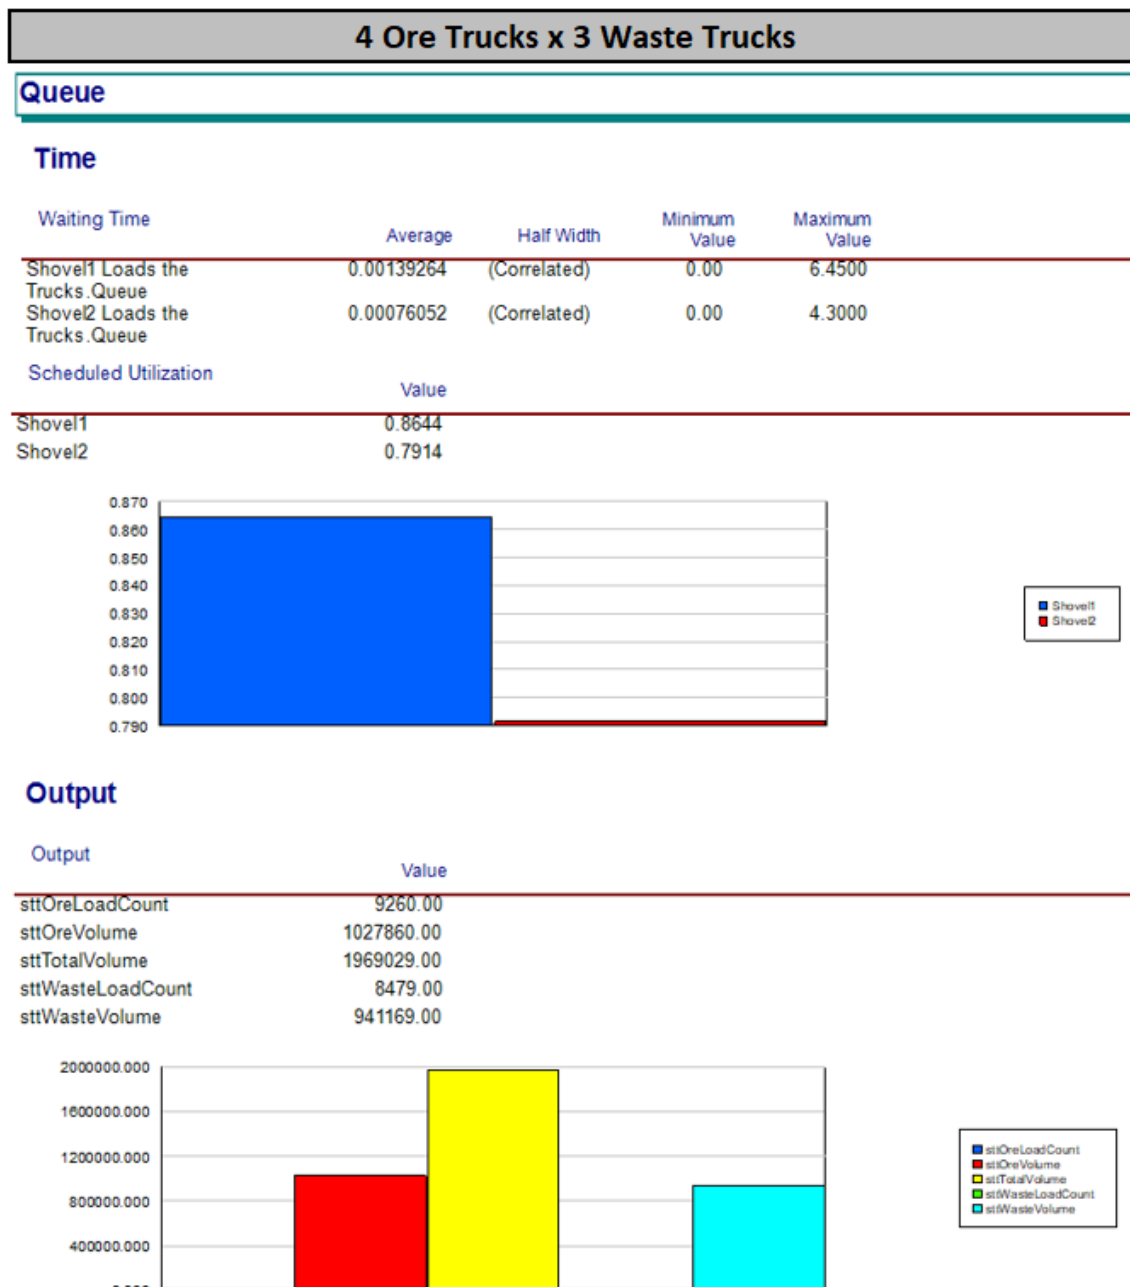 4 Ore Trucks x 3 Waste Trucks
Queue
Time
Waiting Time Average Half Width Minimum Value Maximum Value
Shovel1 Loads the Trucks.Queue 0.00139264 (Correlated) 0.00 6.4500
Shovel2 Loads the Trucks.Queue 0.00076052 (Correlated) 0.00 4.3000
Scheduled Utilization Value
Shovel1 0.8644
Shovel2 0.7914
0.870
0.860
0.850
0.840
0.830
0.820
0.810
0.800
0.790
Shovel1
Shovel2
Output
Output Value
sttOreLoadCount 9260.00
sttOreVolume 1027860.00
sttTotalVolume 1969029.00
sttWasteLoadCount 8479.00
sttWasteVolume 941169.00
2000000.000
1600000.000
1200000.000
800000.000
400000.000
sttOreLoadCount
sttOreVolume
sttTotalVolume
sttWasteLoadCount
sttWasteVolume